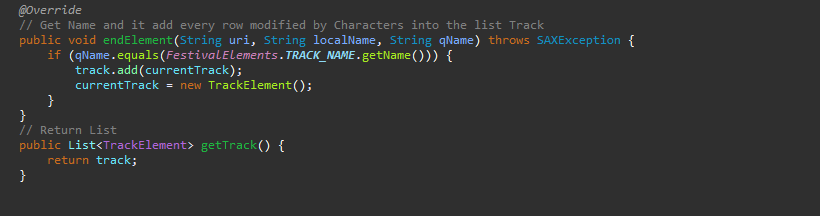 @Override
// Get Name and it add every row modified by Characters into the list Track
public void endElement(String uri, String localName, String qName) throws SAXException {
    if (qName.equals(FestivalElements.TRACK_NAME.getName())) {
        track.add(currentTrack);
        currentTrack = new TrackElement();
    }
}
// Return List
public List<TrackElement> getTrack() {
    return track;
}